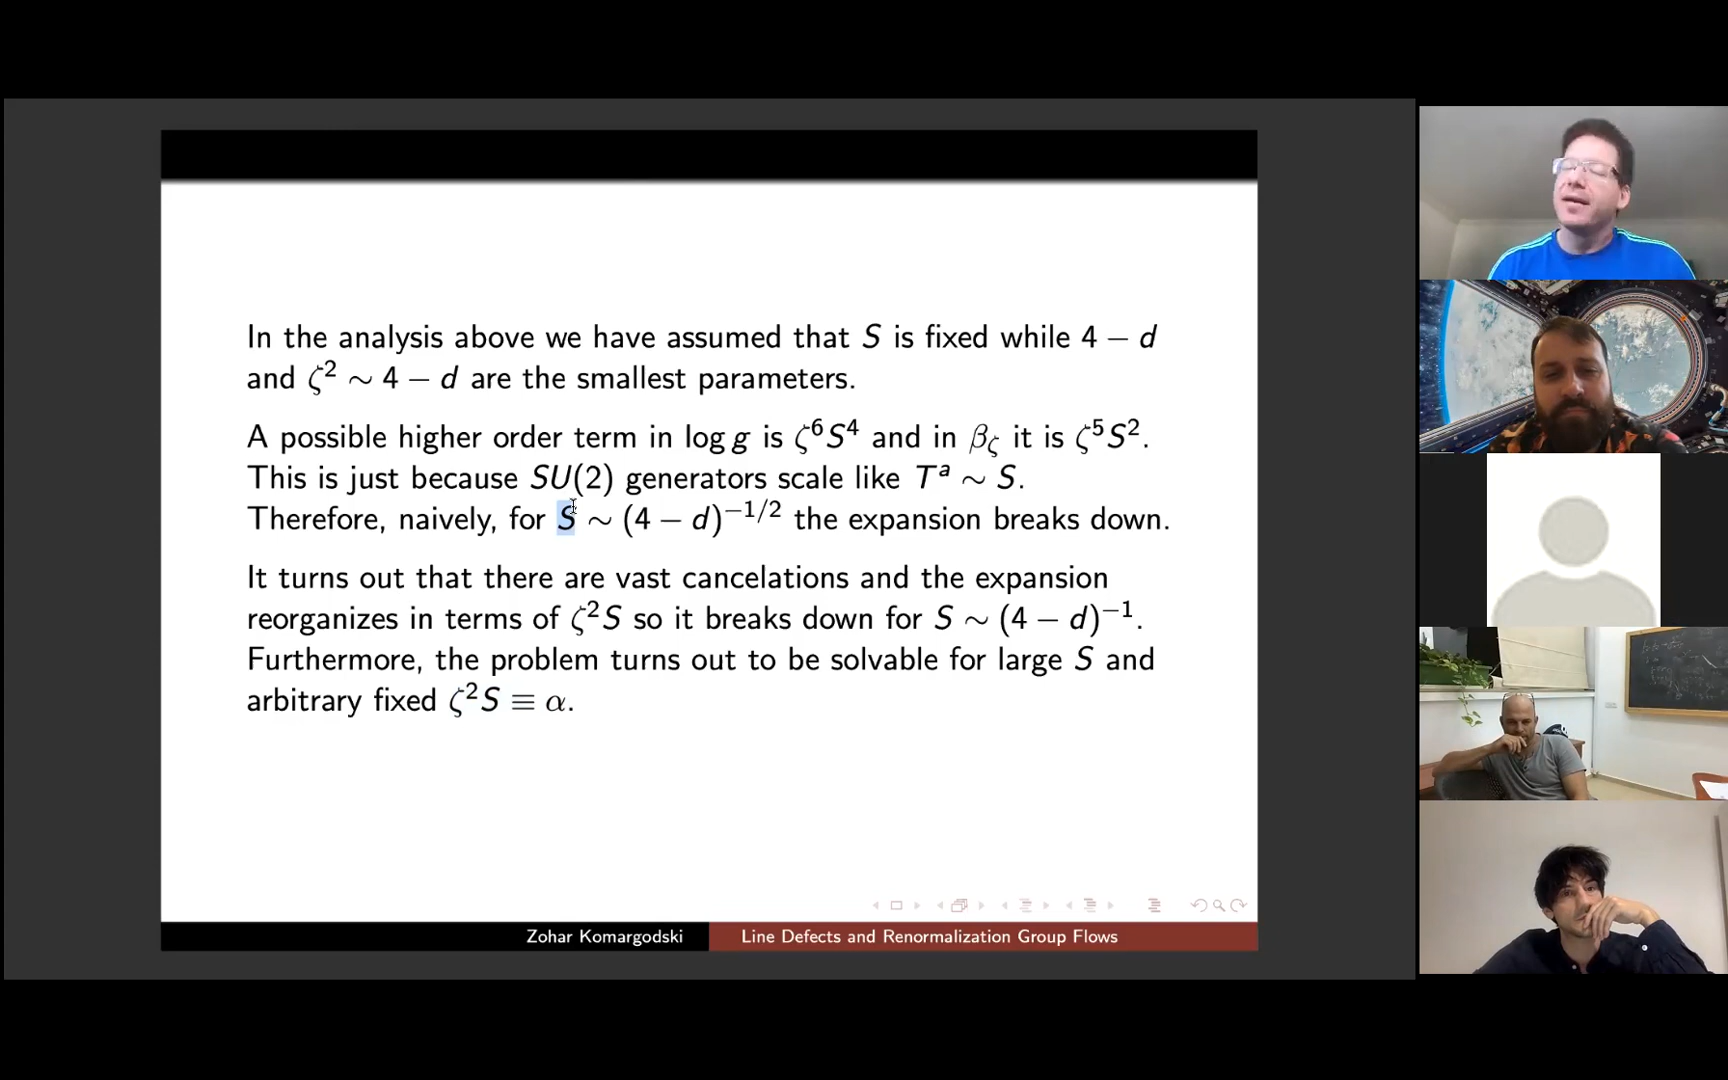 In the analysis above we have assumed that S is fixed while 4 − d
and ζ² ∼ 4 − d are the smallest parameters.
A possible higher order term in log g is ζ⁶S⁴ and in β_ζ it is ζ⁵S².
This is just because SU(2) generators scale like Tᵃ ∼ S.
Therefore, naively, for S ∼ (4 − d)^{−1/2} the expansion breaks down.
It turns out that there are vast cancelations and the expansion
reorganizes in terms of ζ²S so it breaks down for S ∼ (4 − d)^{−1}.
Furthermore, the problem turns out to be solvable for large S and
arbitrary fixed ζ²S ≡ α.
Zohar Komargodski
Line Defects and Renormalization Group Flows